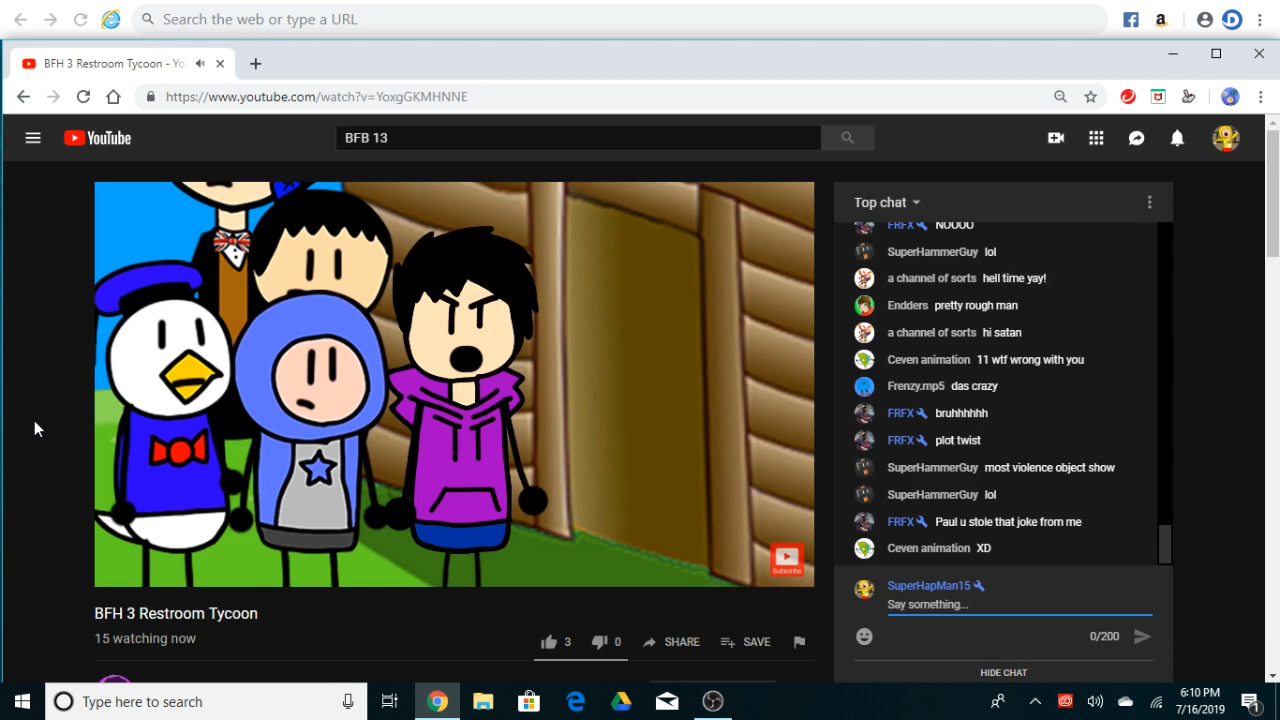 Search the web or type a URL
BFH 3 Restroom Tycoon - Yo
https://www.youtube.com/watch?v=YoxgGKMHNNE
YouTube
BFB 13
Top chat
FRFX NOOOO
SuperHammerGuy lol
a channel of sorts hell time yay!
Endders pretty rough man
a channel of sorts hi satan
Ceven animation 11 wtf wrong with you
Frenzy.mp5 das crazy
FRFX bruhhhhhh
FRFX plot twist
SuperHammerGuy most violence object show
SuperHammerGuy lol
FRFX Paul u stole that joke from me
Ceven animation XD
Subscribe
SuperHapMan15
Say something...
0/200
HIDE CHAT
BFH 3 Restroom Tycoon
15 watching now
3 0 SHARE SAVE
Type here to search
6:10 PM
7/16/2019
1